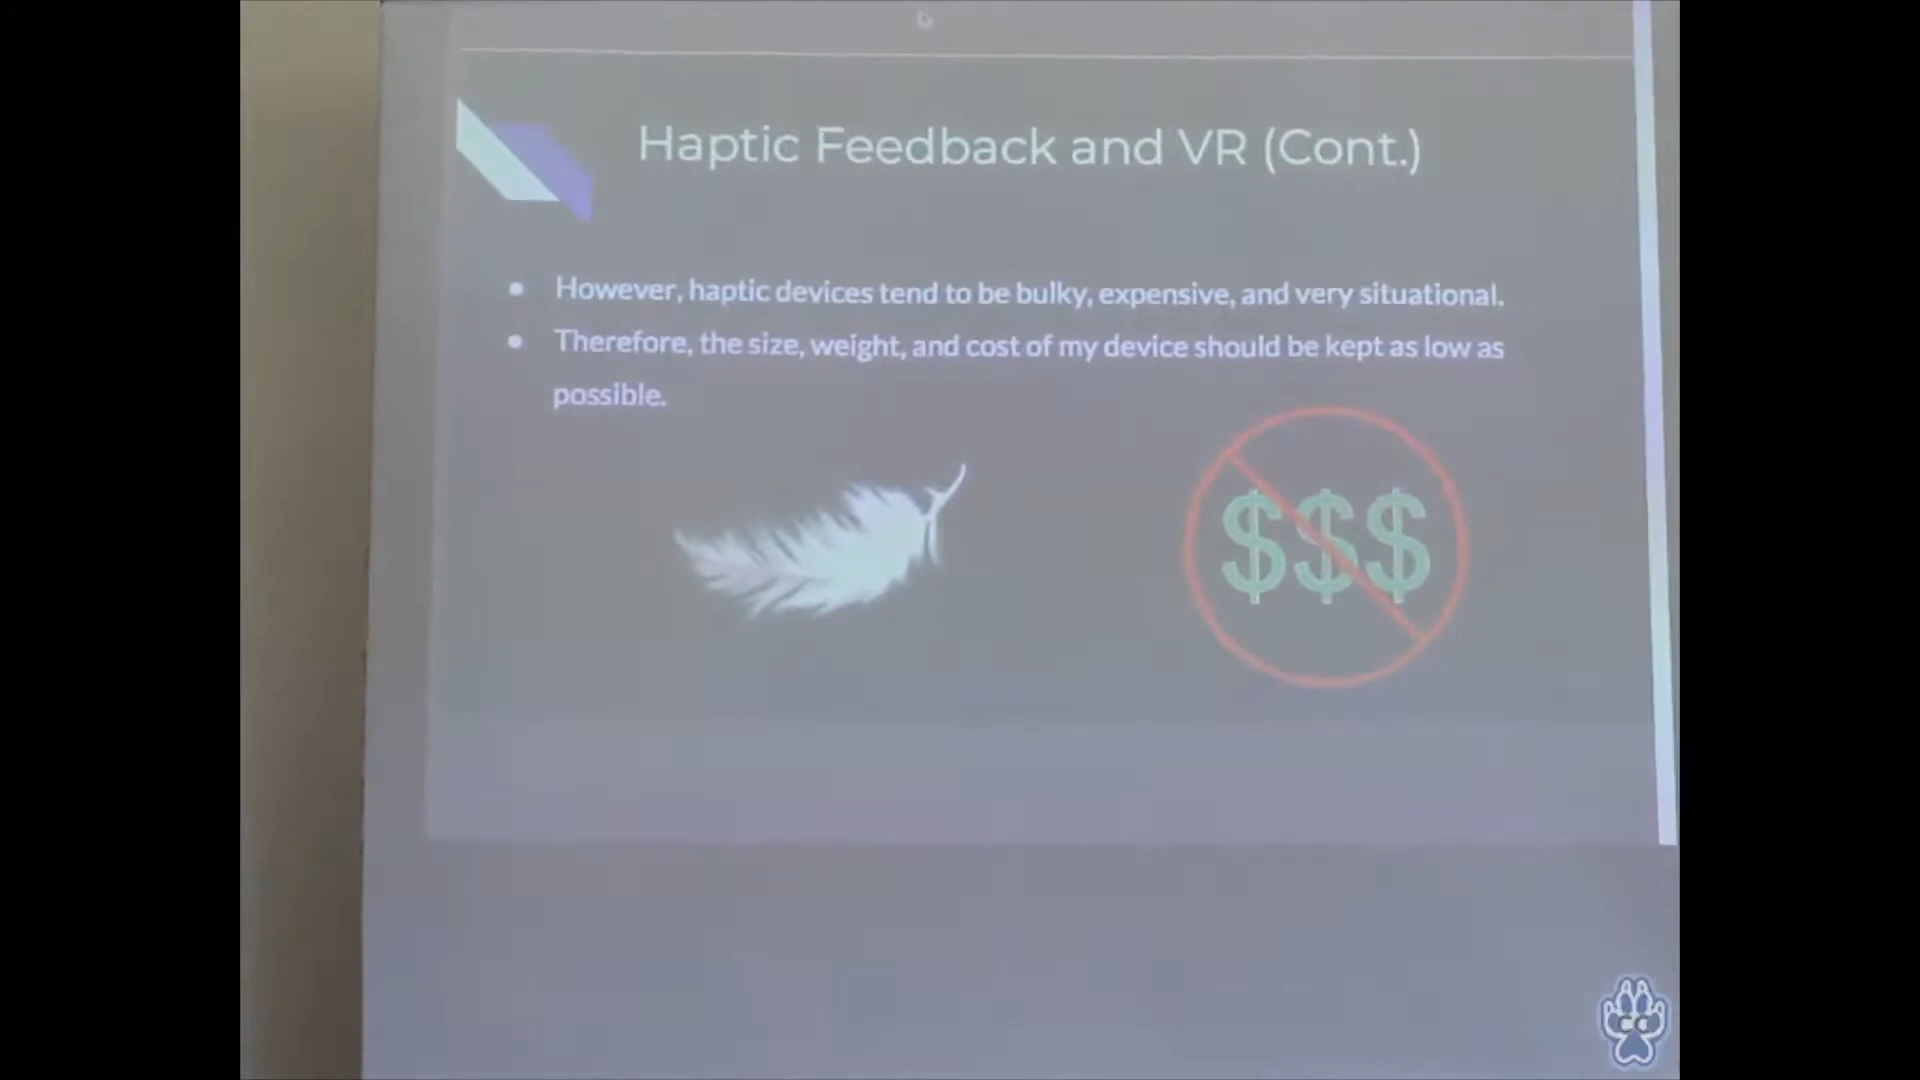 Haptic Feedback and VR (Cont.)
• However, haptic devices tend to be bulky, expensive, and very situational.
• Therefore, the size, weight, and cost of my device should be kept as low as
possible.
$$$
CC